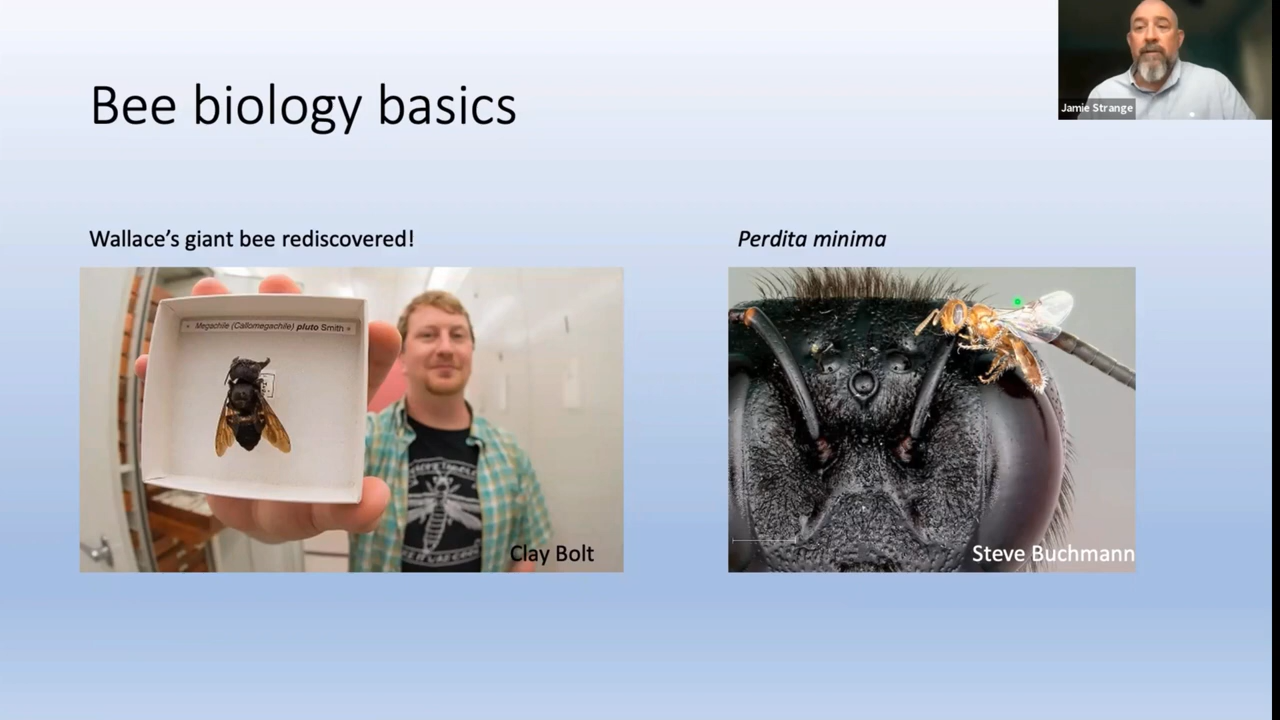 Bee biology basics
Jamie Strange
Wallace's giant bee rediscovered!
Perdita minima
Megachile (Callomegachile) pluto Smith
Clay Bolt
Steve Buchmann